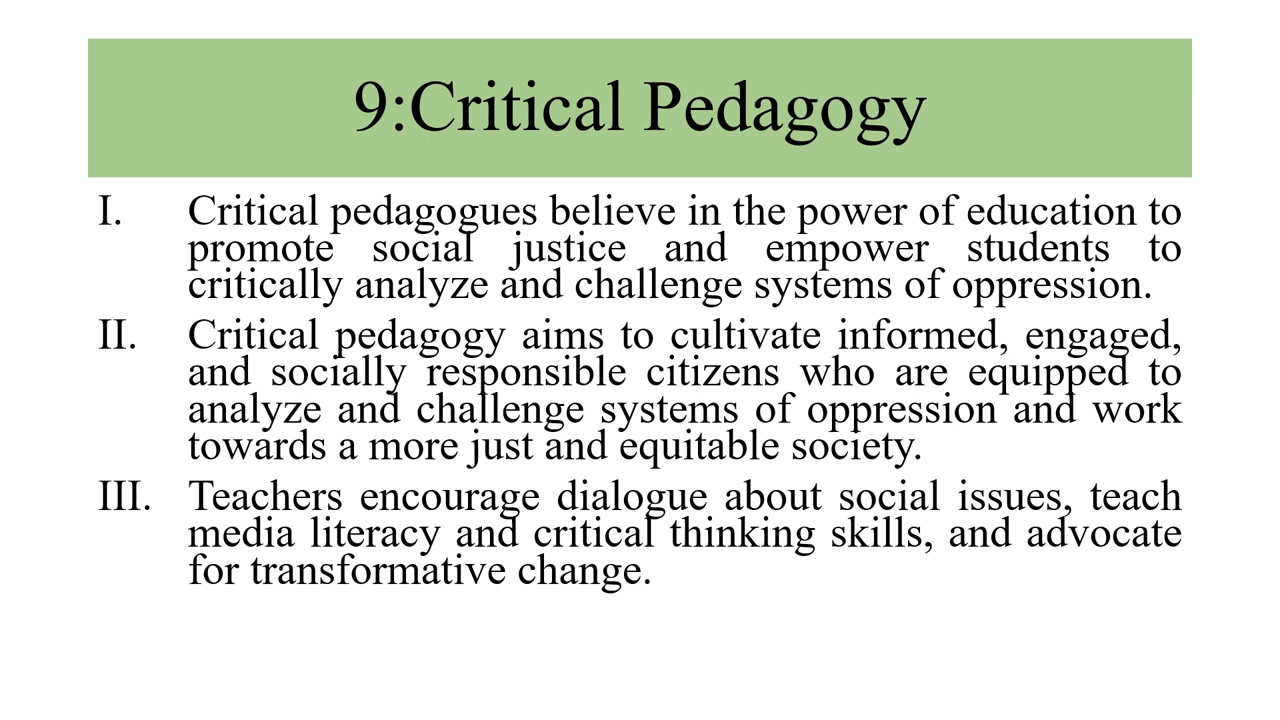 9:Critical Pedagogy
I. Critical pedagogues believe in the power of education to
promote social justice and empower students to
critically analyze and challenge systems of oppression.
II. Critical pedagogy aims to cultivate informed, engaged,
and socially responsible citizens who are equipped to
analyze and challenge systems of oppression and work
towards a more just and equitable society.
III. Teachers encourage dialogue about social issues, teach
media literacy and critical thinking skills, and advocate
for transformative change.